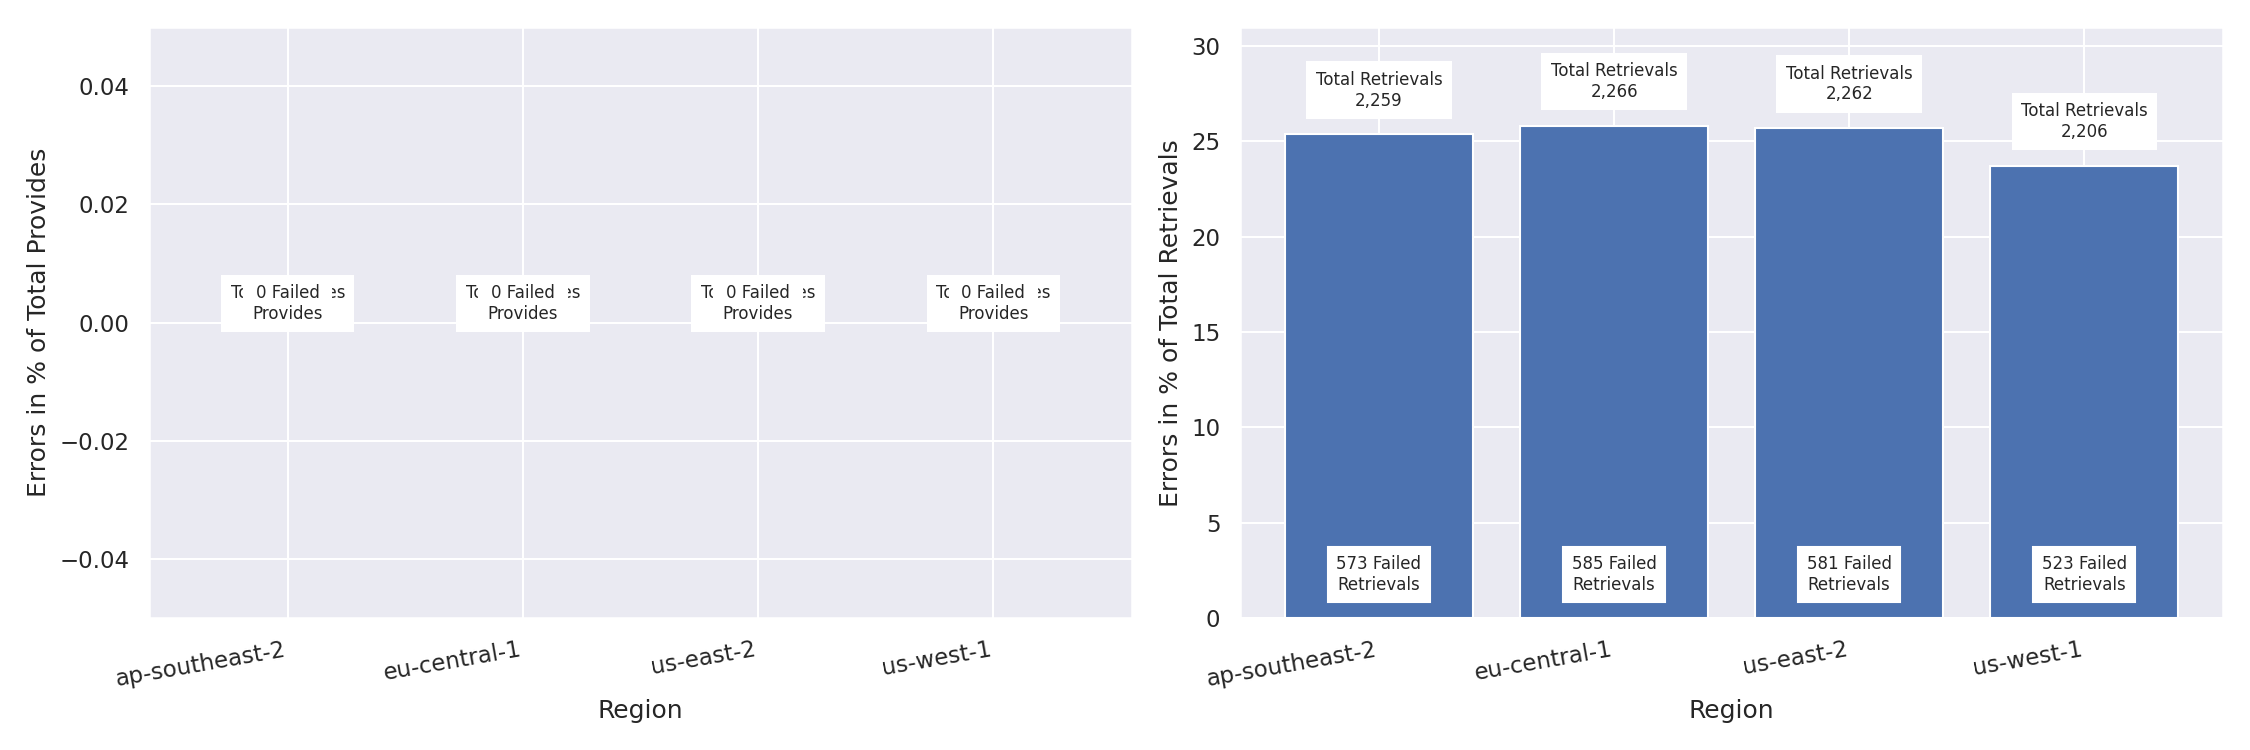 Errors in % of Total Provides
0.04
0.02
0.00
−0.02
−0.04
0 Failed
Provides
0 Failed
Provides
0 Failed
Provides
0 Failed
Provides
ap-southeast-2
eu-central-1
us-east-2
us-west-1
Region
Errors in % of Total Retrievals
30
25
20
15
10
5
0
Total Retrievals
2,259
Total Retrievals
2,266
Total Retrievals
2,262
Total Retrievals
2,206
573 Failed
Retrievals
585 Failed
Retrievals
581 Failed
Retrievals
523 Failed
Retrievals
ap-southeast-2
eu-central-1
us-east-2
us-west-1
Region